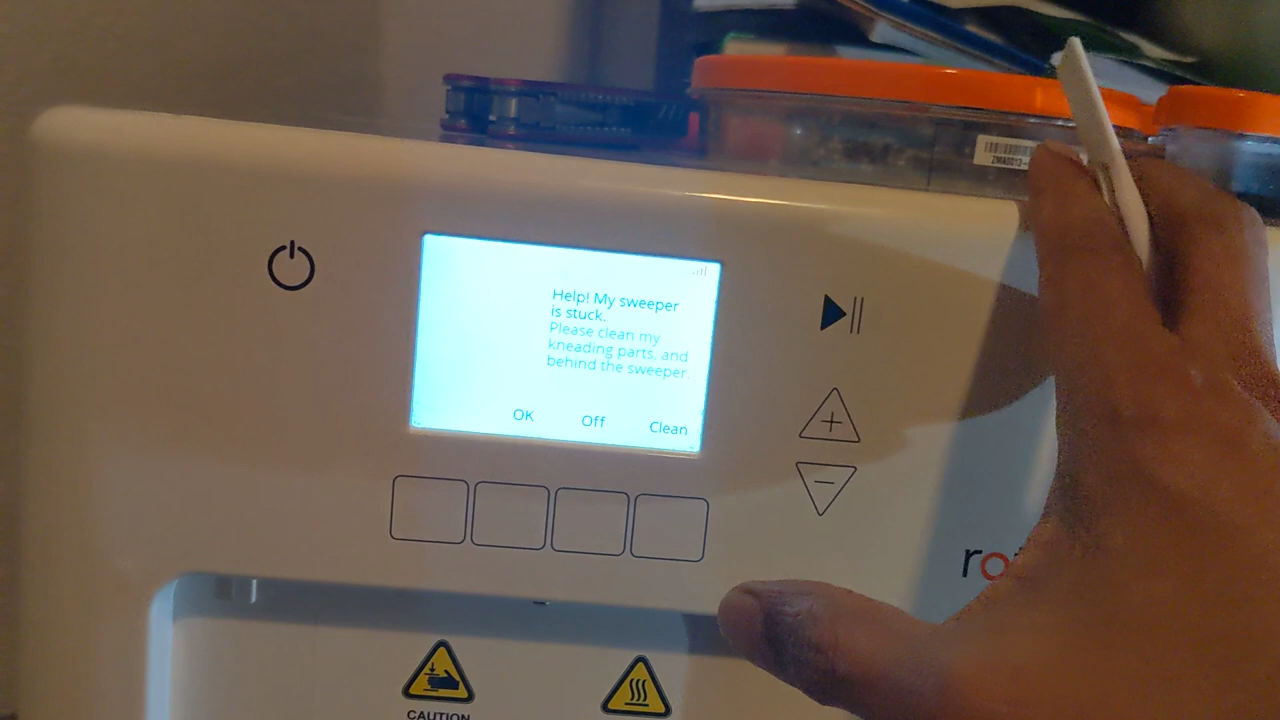 Help! My sweeper
is stuck.
Please clean my
kneading parts, and
behind the sweeper.
OK Off Clean
CAUTION